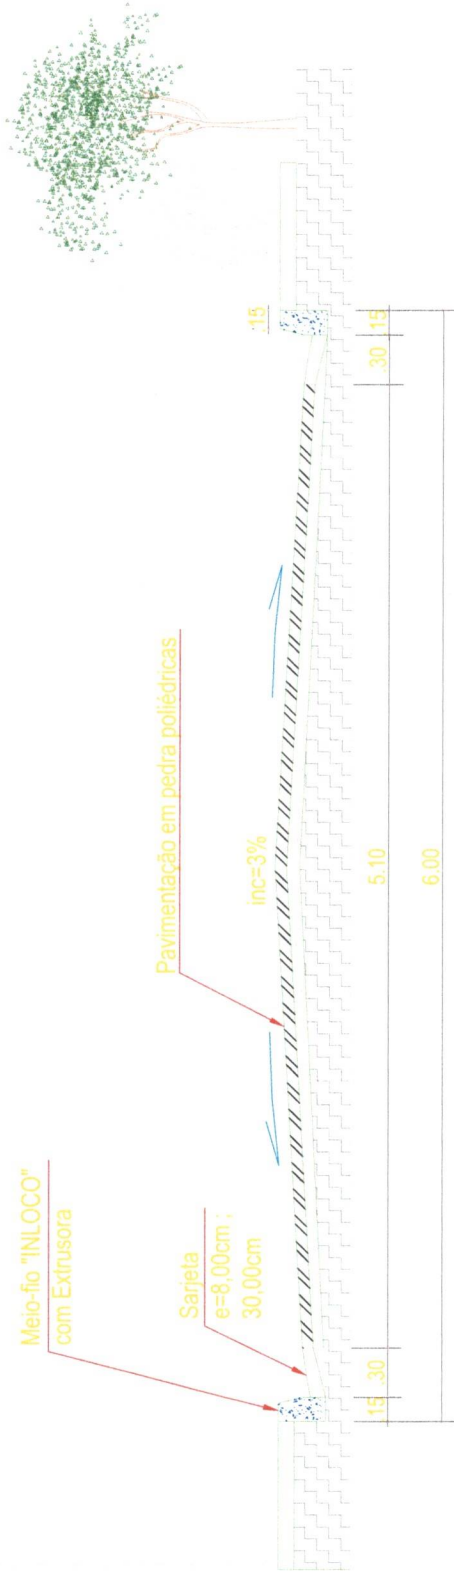 Meio-fio "INLOCO"
com Extrusora
Sarjeta
e=8,00cm ;
30,00cm
Pavimentação em pedra poliédricas
inc=3%
.15
.15
.30
5.10
.30
.15
6.00